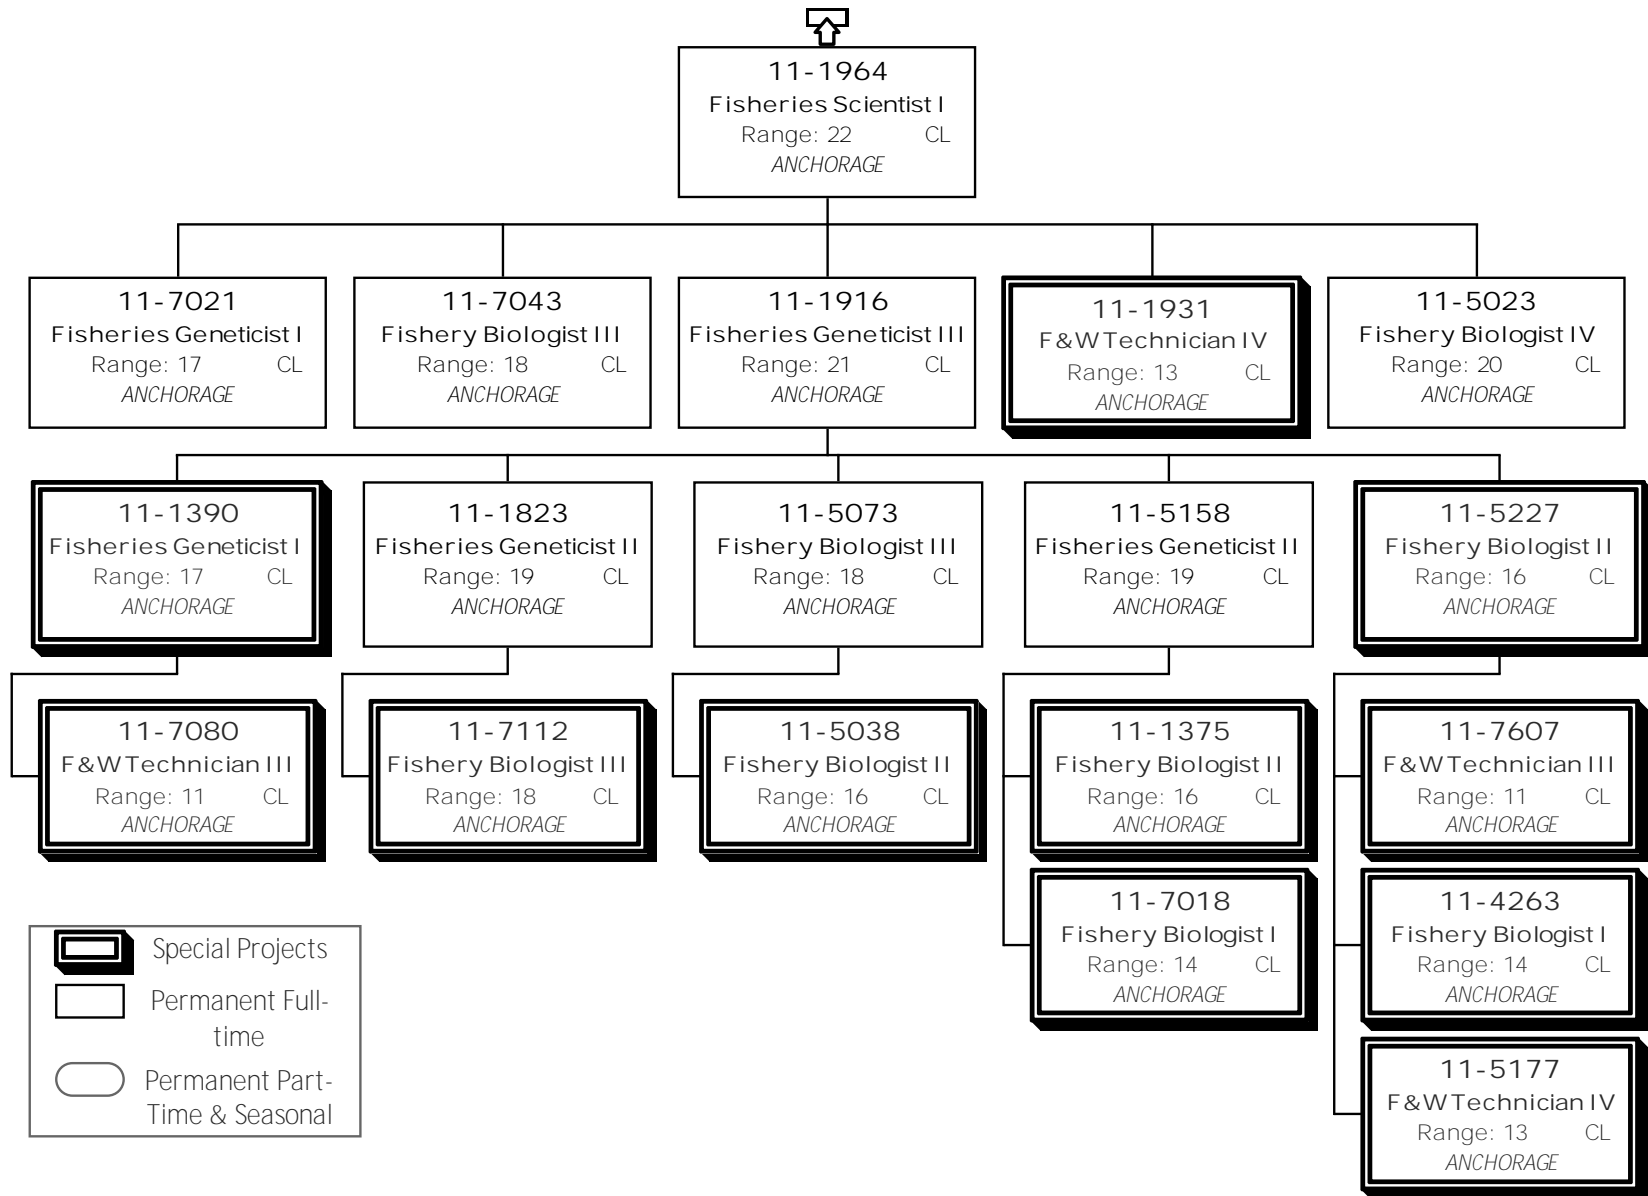 11-1964
Fisheries Scientist I
Range: 22 CL
ANCHORAGE
11-7021
Fisheries Geneticist I
Range: 17 CL
ANCHORAGE
11-7043
Fishery Biologist III
Range: 18 CL
ANCHORAGE
11-1916
Fisheries Geneticist III
Range: 21 CL
ANCHORAGE
11-1931
F&W Technician IV
Range: 13 CL
ANCHORAGE
11-5023
Fishery Biologist IV
Range: 20 CL
ANCHORAGE
11-1390
Fisheries Geneticist I
Range: 17 CL
ANCHORAGE
11-1823
Fisheries Geneticist II
Range: 19 CL
ANCHORAGE
11-5073
Fishery Biologist III
Range: 18 CL
ANCHORAGE
11-5158
Fisheries Geneticist II
Range: 19 CL
ANCHORAGE
11-5227
Fishery Biologist II
Range: 16 CL
ANCHORAGE
11-7080
F&W Technician III
Range: 11 CL
ANCHORAGE
11-7112
Fishery Biologist III
Range: 18 CL
ANCHORAGE
11-5038
Fishery Biologist II
Range: 16 CL
ANCHORAGE
11-1375
Fishery Biologist II
Range: 16 CL
ANCHORAGE
11-7607
F&W Technician III
Range: 11 CL
ANCHORAGE
11-7018
Fishery Biologist I
Range: 14 CL
ANCHORAGE
11-4263
Fishery Biologist I
Range: 14 CL
ANCHORAGE
11-5177
F&W Technician IV
Range: 13 CL
ANCHORAGE
Special Projects
Permanent Full-
time
Permanent Part-
Time & Seasonal